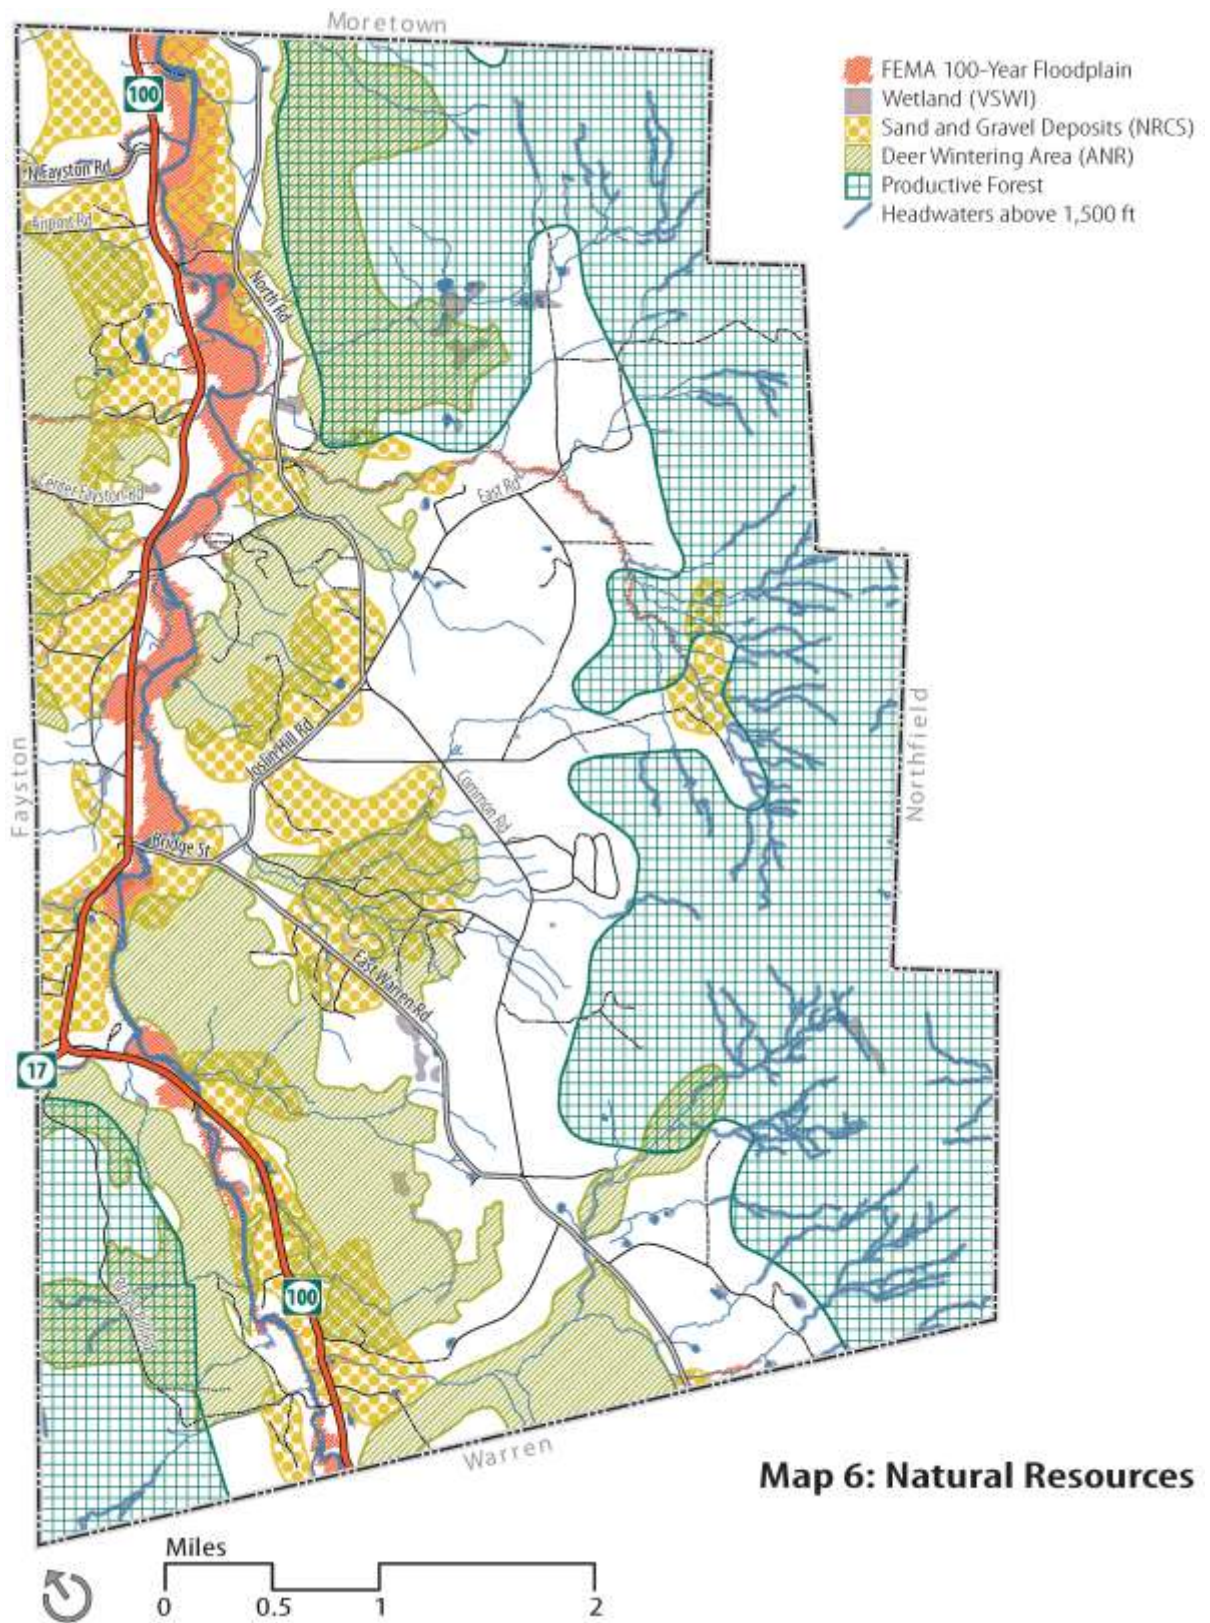 Moretown
FEMA 100-Year Floodplain
Wetland (VSWI)
Sand and Gravel Deposits (NRCS)
Deer Wintering Area (ANR)
Productive Forest
Headwaters above 1,500 ft
100
N Fayston Rd
Airport Rd
North Rd
Center Fayston Rd
East Rd
Fayston
Northfield
Joslin Hill Rd
Common Rd
Bridge St
East Warren Rd
17
100
Warren
Map 6: Natural Resources
Miles
0 0.5 1 2